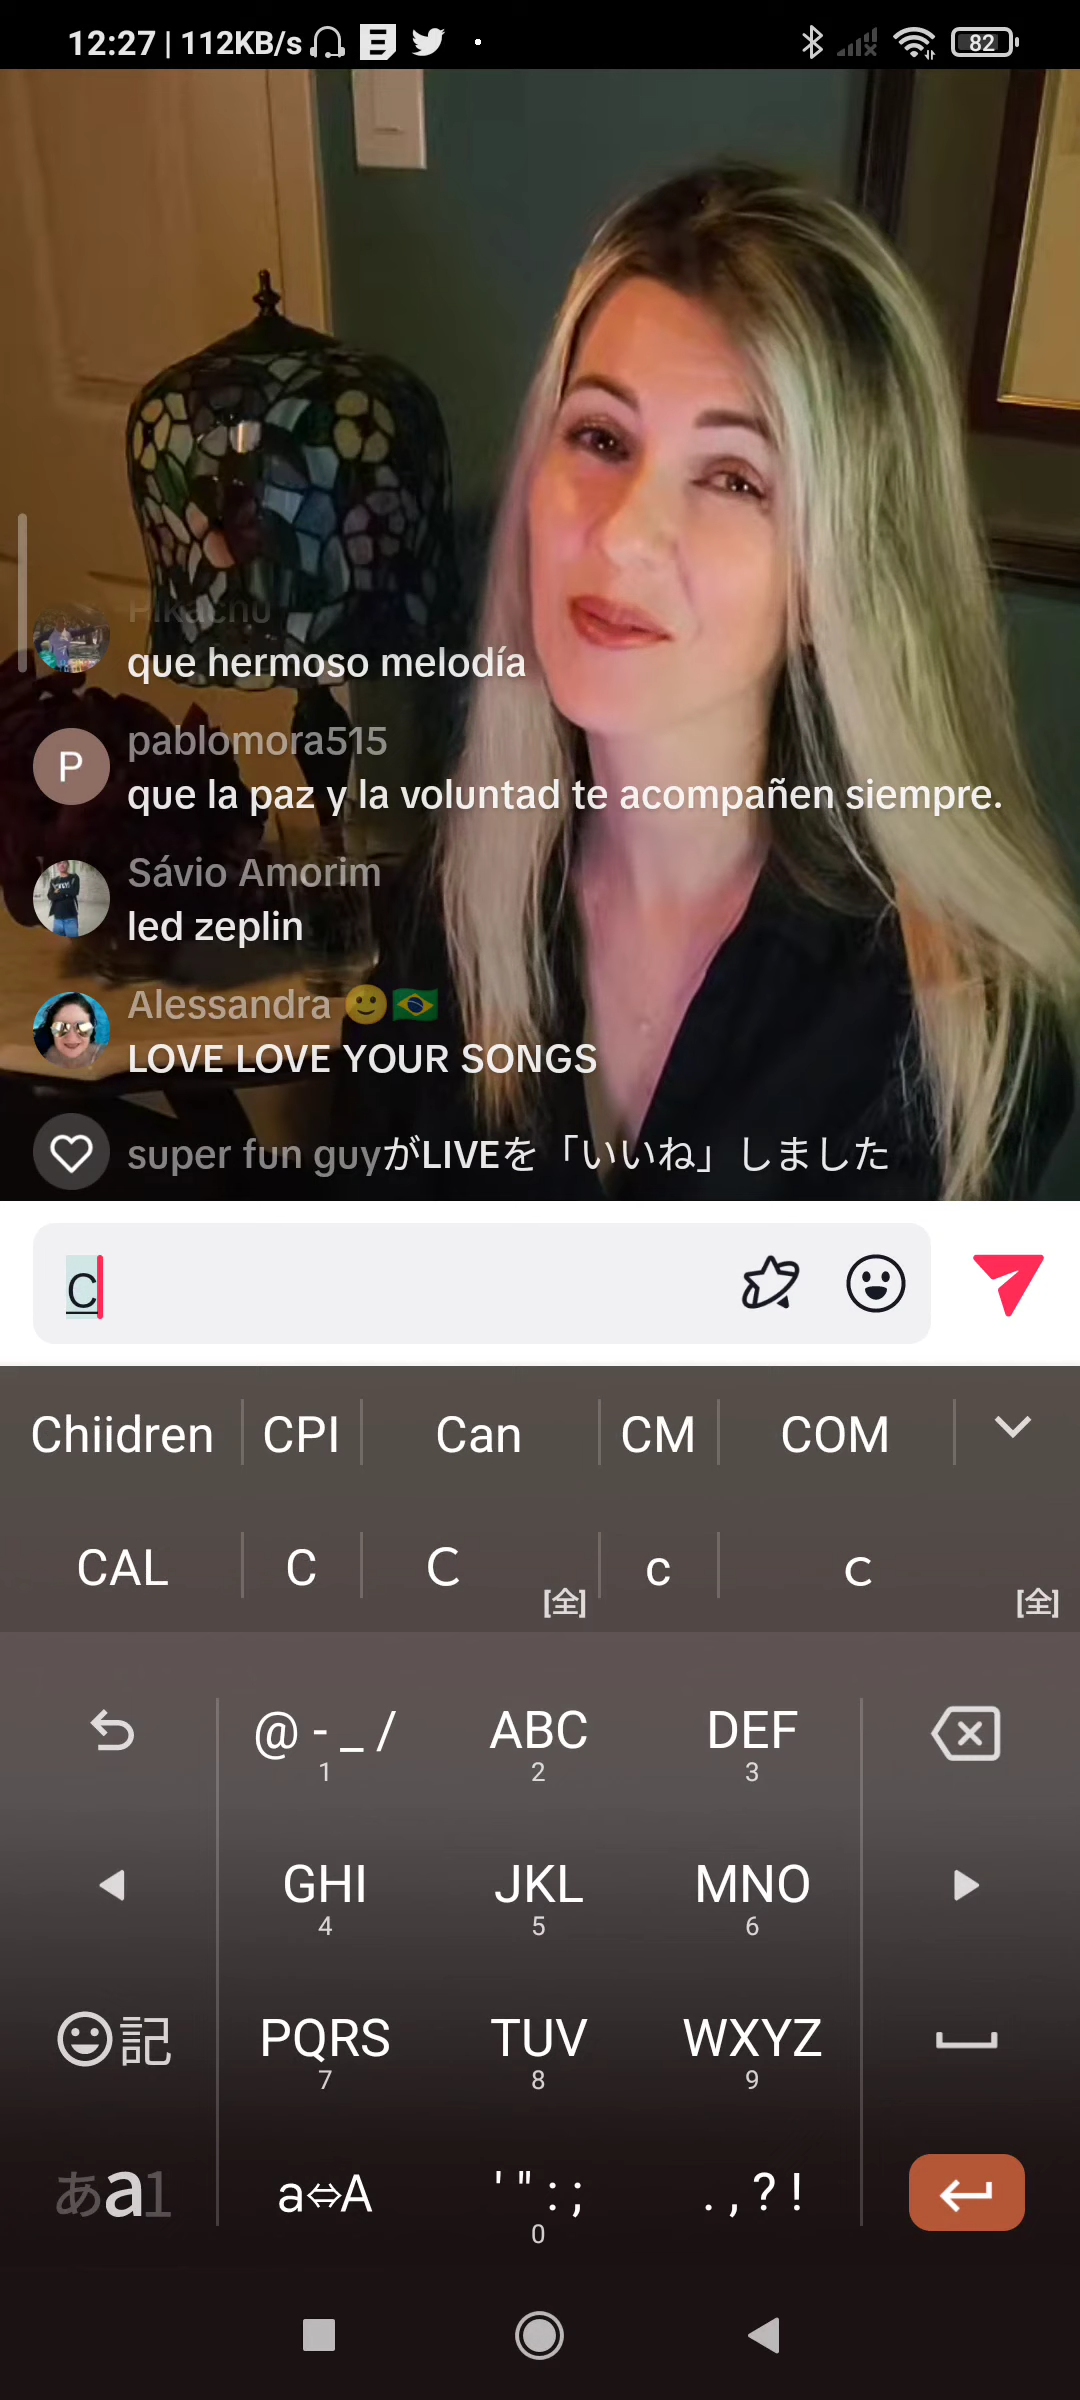 12:27 | 112KB/s 82
Pikachu
que hermoso melodía
P
pablomora515
que la paz y la voluntad te acompañen siempre.
Sávio Amorim
led zeplin
Alessandra 🙂🇧🇷
LOVE LOVE YOUR SONGS
super fun guyがLIVEを「いいね」しました
C
Chiidren CPI Can CM COM
CAL C C [全] c c [全]
@-_/ ABC DEF
1 2 3
GHI JKL MNO
4 5 6
記 PQRS TUV WXYZ
7 8 9
あa1 a⇔A '":; .,?!
0